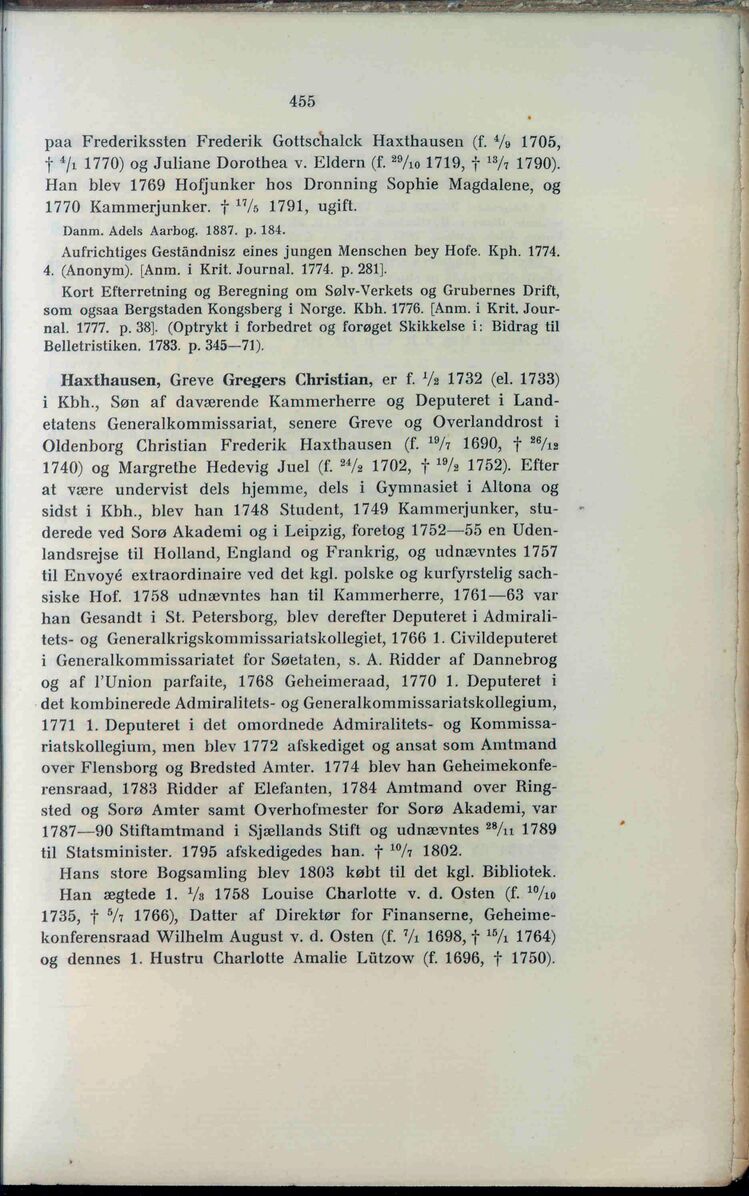 455
paa Frederikssten Frederik Gottschalck Haxthausen (f. 4/9 1705,
† 4/1 1770) og Juliane Dorothea v. Eldern (f. 29/10 1719, † 13/7 1790).
Han blev 1769 Hofjunker hos Dronning Sophie Magdalene, og
1770 Kammerjunker. † 17/5 1791, ugift.
Danm. Adels Aarbog. 1887. p. 184.
Aufrichtiges Geständnisz eines jungen Menschen bey Hofe. Kph. 1774.
4. (Anonym). [Anm. i Krit. Journal. 1774. p. 281].
Kort Efterretning og Beregning om Sølv-Verkets og Grubernes Drift,
som ogsaa Bergstaden Kongsberg i Norge. Kbh. 1776. [Anm. i Krit. Jour-
nal. 1777. p. 38]. (Optrykt i forbedret og forøget Skikkelse i: Bidrag til
Belletristiken. 1783. p. 345—71).
Haxthausen, Greve Gregers Christian, er f. 1/2 1732 (el. 1733)
i Kbh., Søn af daværende Kammerherre og Deputeret i Land-
etatens Generalkommissariat, senere Greve og Overlanddrost i
Oldenborg Christian Frederik Haxthausen (f. 19/7 1690, † 26/12
1740) og Margrethe Hedevig Juel (f. 24/2 1702, † 19/2 1752). Efter
at være undervist dels hjemme, dels i Gymnasiet i Altona og
sidst i Kbh., blev han 1748 Student, 1749 Kammerjunker, stu-
derede ved Sorø Akademi og i Leipzig, foretog 1752—55 en Uden-
landsrejse til Holland, England og Frankrig, og udnævntes 1757
til Envoyé extraordinaire ved det kgl. polske og kurfyrstelig sach-
siske Hof. 1758 udnævntes han til Kammerherre, 1761—63 var
han Gesandt i St. Petersborg, blev derefter Deputeret i Admirali-
tets- og Generalkrigskommissariatskollegiet, 1766 1. Civildeputeret
i Generalkommissariatet for Søetaten, s. A. Ridder af Dannebrog
og af l'Union parfaite, 1768 Geheimeraad, 1770 1. Deputeret i
det kombinerede Admiralitets- og Generalkommissariatskollegium,
1771 1. Deputeret i det omordnede Admiralitets- og Kommissa-
riatskollegium, men blev 1772 afskediget og ansat som Amtmand
over Flensborg og Bredsted Amter. 1774 blev han Geheimekonfe-
rensraad, 1783 Ridder af Elefanten, 1784 Amtmand over Ring-
sted og Sorø Amter samt Overhofmester for Sorø Akademi, var
1787—90 Stiftamtmand i Sjællands Stift og udnævntes 28/11 1789
til Statsminister. 1795 afskedigedes han. † 10/7 1802.
Hans store Bogsamling blev 1803 købt til det kgl. Bibliotek.
Han ægtede 1. 1/3 1758 Louise Charlotte v. d. Osten (f. 10/10
1735, † 5/7 1766), Datter af Direktør for Finanserne, Geheime-
konferensraad Wilhelm August v. d. Osten (f. 7/1 1698, † 15/1 1764)
og dennes 1. Hustru Charlotte Amalie Lützow (f. 1696, † 1750).